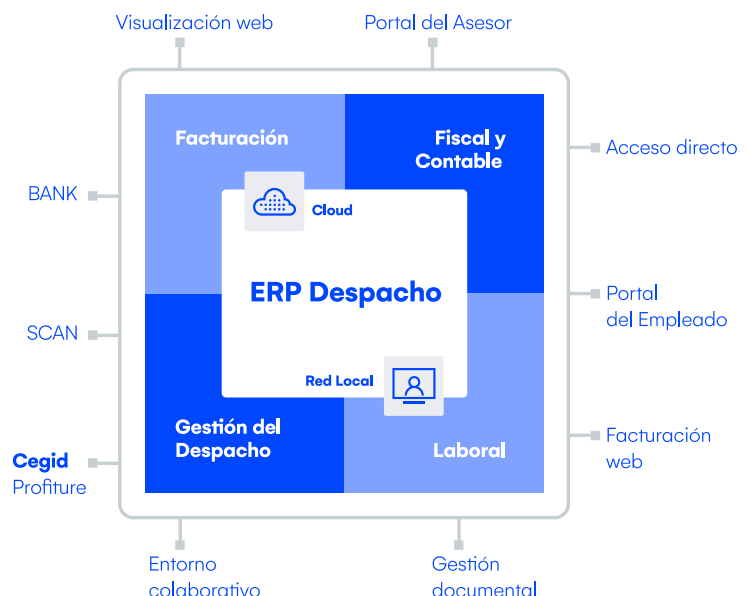 Visualización web
Portal del Asesor
Facturación
Fiscal y
Contable
Acceso directo
BANK
Cloud
ERP Despacho
Portal
del Empleado
SCAN
Red Local
Gestión del
Despacho
Laboral
Facturación
web
Cegid
Profiture
Entorno
colaborativo
Gestión
documental